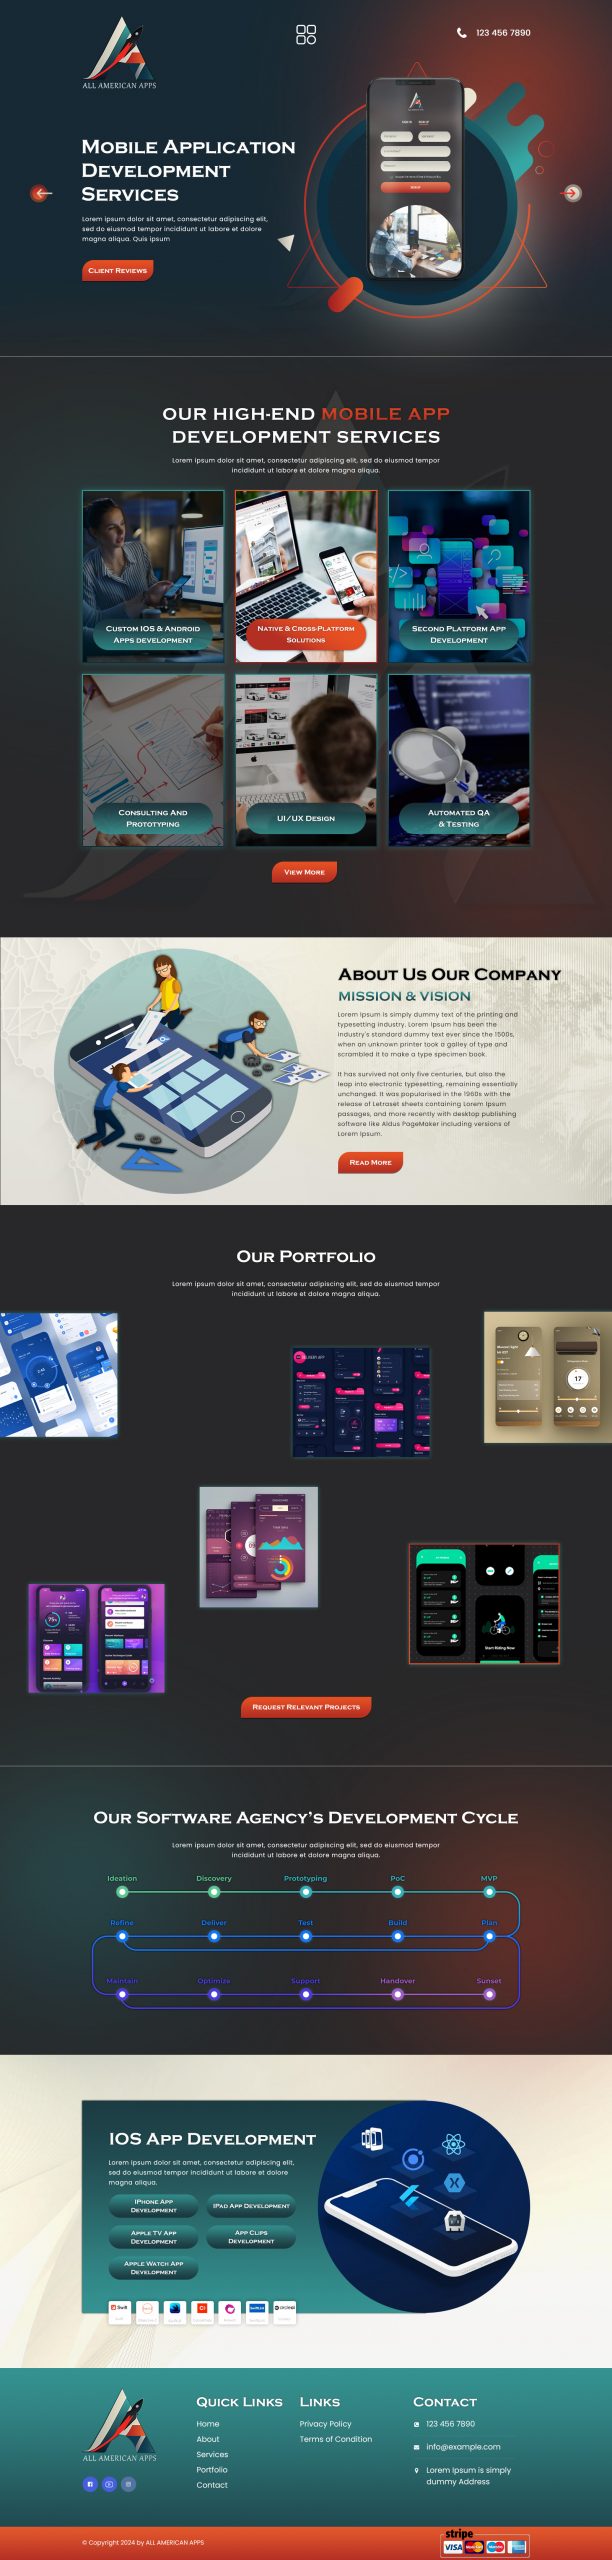 ALL AMERICAN APPS
123 456 7890
Mobile Application
Development
Services
Lorem ipsum dolor sit amet, consectetur adipiscing elit,
sed do eiusmod tempor incididunt ut labore et dolore
magna aliqua. Quis ipsum
Client Reviews
OUR HIGH-END MOBILE APP
DEVELOPMENT SERVICES
Lorem ipsum dolor sit amet, consectetur adipiscing elit, sed do eiusmod tempor
incididunt ut labore et dolore magna aliqua.
Custom IOS & Android
Apps development
Native & Cross-Platform
Solutions
Second Platform App
Development
Consulting And
Prototyping
UI/UX Design
Automated QA
& Testing
View More
About Us Our Company
MISSION & VISION
Lorem Ipsum is simply dummy text of the printing and
typesetting industry. Lorem Ipsum has been the
industry's standard dummy text ever since the 1500s,
when an unknown printer took a galley of type and
scrambled it to make a type specimen book.
It has survived not only five centuries, but also the
leap into electronic typesetting, remaining essentially
unchanged. It was popularised in the 1960s with the
release of Letraset sheets containing Lorem Ipsum
passages, and more recently with desktop publishing
software like Aldus PageMaker including versions of
Lorem Ipsum.
Read More
Our Portfolio
Lorem ipsum dolor sit amet, consectetur adipiscing elit, sed do eiusmod tempor
incididunt ut labore et dolore magna aliqua.
17
75%
Start Riding Now
Request Relevant Projects
Our Software Agency's Development Cycle
Lorem ipsum dolor sit amet, consectetur adipiscing elit, sed do eiusmod tempor
incididunt ut labore et dolore magna aliqua.
Ideation Discovery Prototyping PoC MVP
Refine Deliver Test Build Plan
Maintain Optimize Support Handover Sunset
IOS App Development
Lorem ipsum dolor sit amet, consectetur adipiscing elit,
sed do eiusmod tempor incididunt ut labore et dolore
magna aliqua.
IPhone App
Development
IPad App Development
Apple TV App
Development
App Clips
Development
Apple Watch App
Development
Swift
circleci
ALL AMERICAN APPS
Quick Links
Home
About
Services
Portfolio
Contact
Links
Privacy Policy
Terms of Condition
Contact
123 456 7890
info@example.com
Lorem Ipsum is simply
dummy Address
© Copyright 2024 by ALL AMERICAN APPS
stripe
VISA